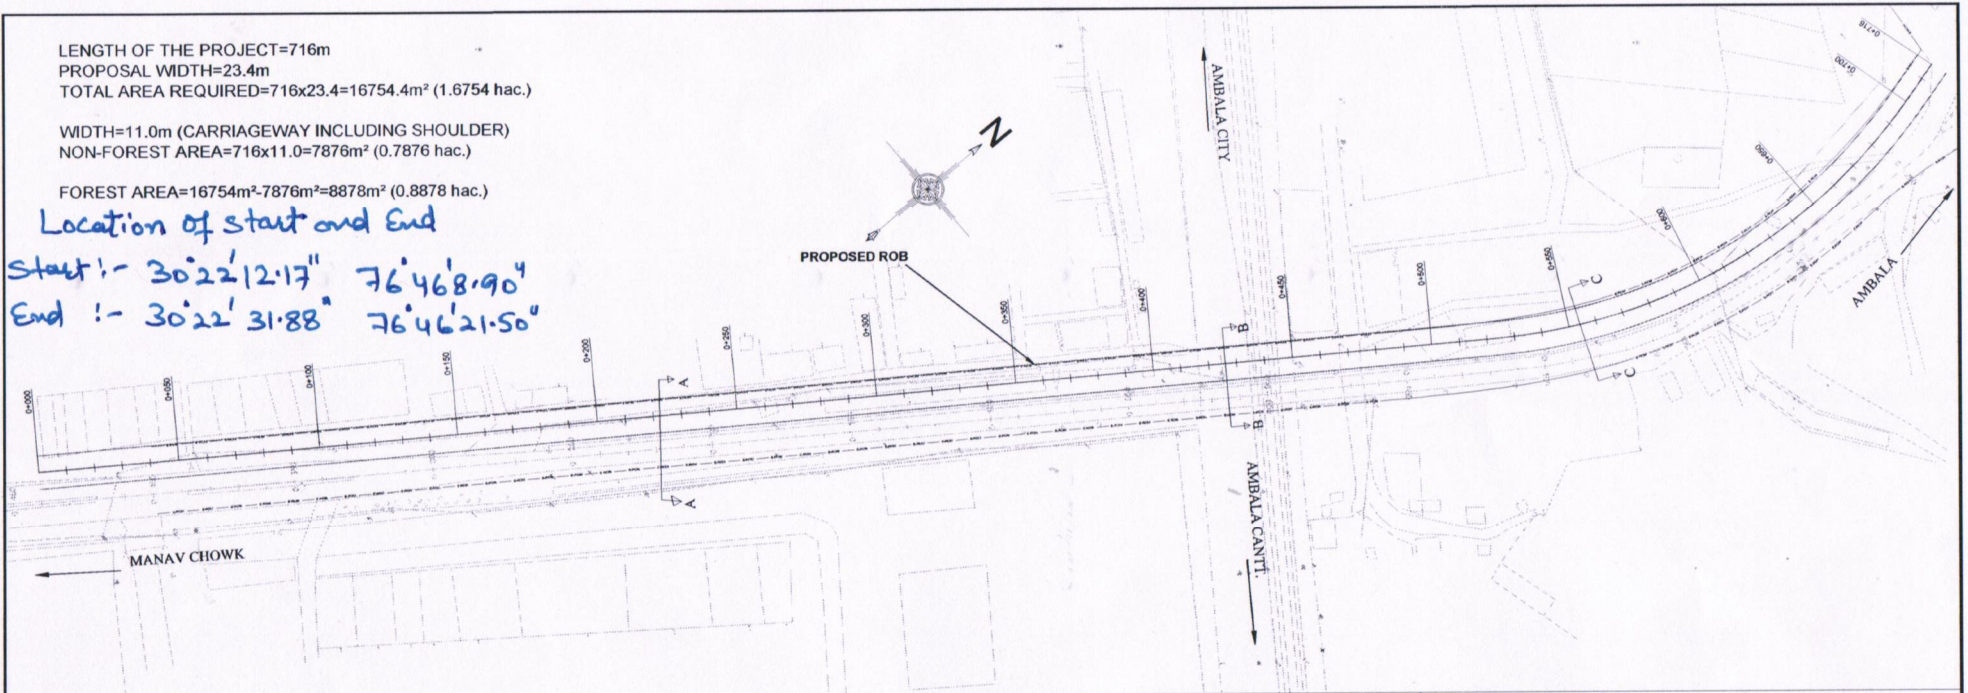 LENGTH OF THE PROJECT=716m
PROPOSAL WIDTH=23.4m
TOTAL AREA REQUIRED=716x23.4=16754.4m² (1.6754 hac.)
WIDTH=11.0m (CARRIAGEWAY INCLUDING SHOULDER)
NON-FOREST AREA=716x11.0=7876m² (0.7876 hac.)
FOREST AREA=16754m²-7876m²=8878m² (0.8878 hac.)
Location of start and End
Start :- 30°22'12.17" 76°46'8.90"
End :- 30°22' 31.88" 76°46'21.50"
N
PROPOSED ROB
AMBALA CITY
AMBALA CANTT.
AMBALA
MANAV CHOWK
0+000
0+050
0+100
0+150
0+200
0+250
0+300
0+350
0+400
0+450
0+500
0+550
0+600
0+650
0+700
0+716
A
A
B
B
C
C